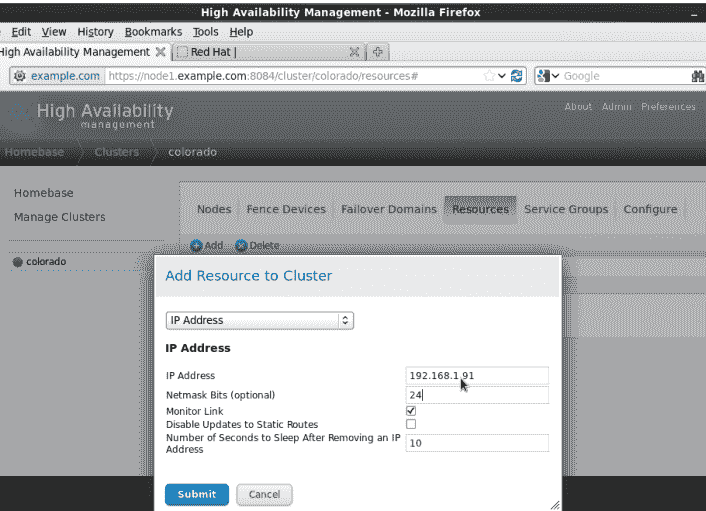 High Availability Management - Mozilla Firefox
Edit View History Bookmarks Tools Help
High Availability Management Red Hat |
example.com https://node1.example.com:8084/cluster/colorado/resources# Google
High Availability
management
About Admin Preferences
Homebase Clusters colorado
Homebase
Manage Clusters
colorado
Nodes Fence Devices Failover Domains Resources Service Groups Configure
Add Delete
Add Resource to Cluster
IP Address
IP Address
IP Address 192.168.1.91
Netmask Bits (optional) 24
Monitor Link
Disable Updates to Static Routes
Number of Seconds to Sleep After Removing an IP
Address 10
Submit Cancel